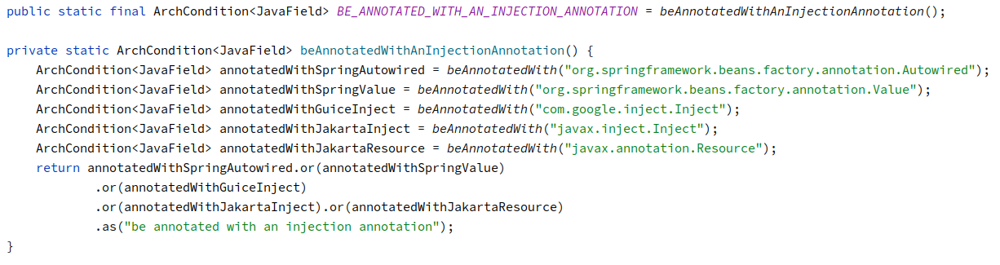 public static final ArchCondition<JavaField> BE_ANNOTATED_WITH_AN_INJECTION_ANNOTATION = beAnnotatedWithAnInjectionAnnotation();

private static ArchCondition<JavaField> beAnnotatedWithAnInjectionAnnotation() {
    ArchCondition<JavaField> annotatedWithSpringAutowired = beAnnotatedWith("org.springframework.beans.factory.annotation.Autowired");
    ArchCondition<JavaField> annotatedWithSpringValue = beAnnotatedWith("org.springframework.beans.factory.annotation.Value");
    ArchCondition<JavaField> annotatedWithGuiceInject = beAnnotatedWith("com.google.inject.Inject");
    ArchCondition<JavaField> annotatedWithJakartaInject = beAnnotatedWith("javax.inject.Inject");
    ArchCondition<JavaField> annotatedWithJakartaResource = beAnnotatedWith("javax.annotation.Resource");
    return annotatedWithSpringAutowired.or(annotatedWithSpringValue)
            .or(annotatedWithGuiceInject)
            .or(annotatedWithJakartaInject).or(annotatedWithJakartaResource)
            .as("be annotated with an injection annotation");
}